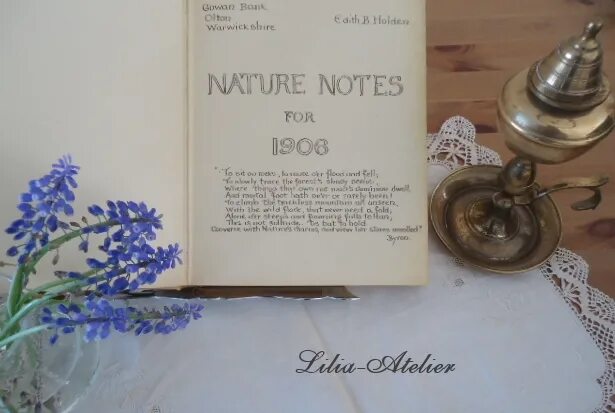 Gowan Bank
Olton
Warwickshire
Edith B. Holden
NATURE NOTES
FOR
1906
"To sit on rocks, to muse o'er flood and fell;
To slowly trace the forest's shady scene,
Where things that own not man's dominion dwell,
And mortal foot hath ne'er or rarely been;
To climb the trackless mountain all unseen,
With the wild flock, that never need a fold,
Alone o'er steeps and foaming falls to lean,
This is not solitude. 'Tis but to hold
Converse with Nature's charms, and view her stores unrolled"
Byron.
Lilia-Atelier